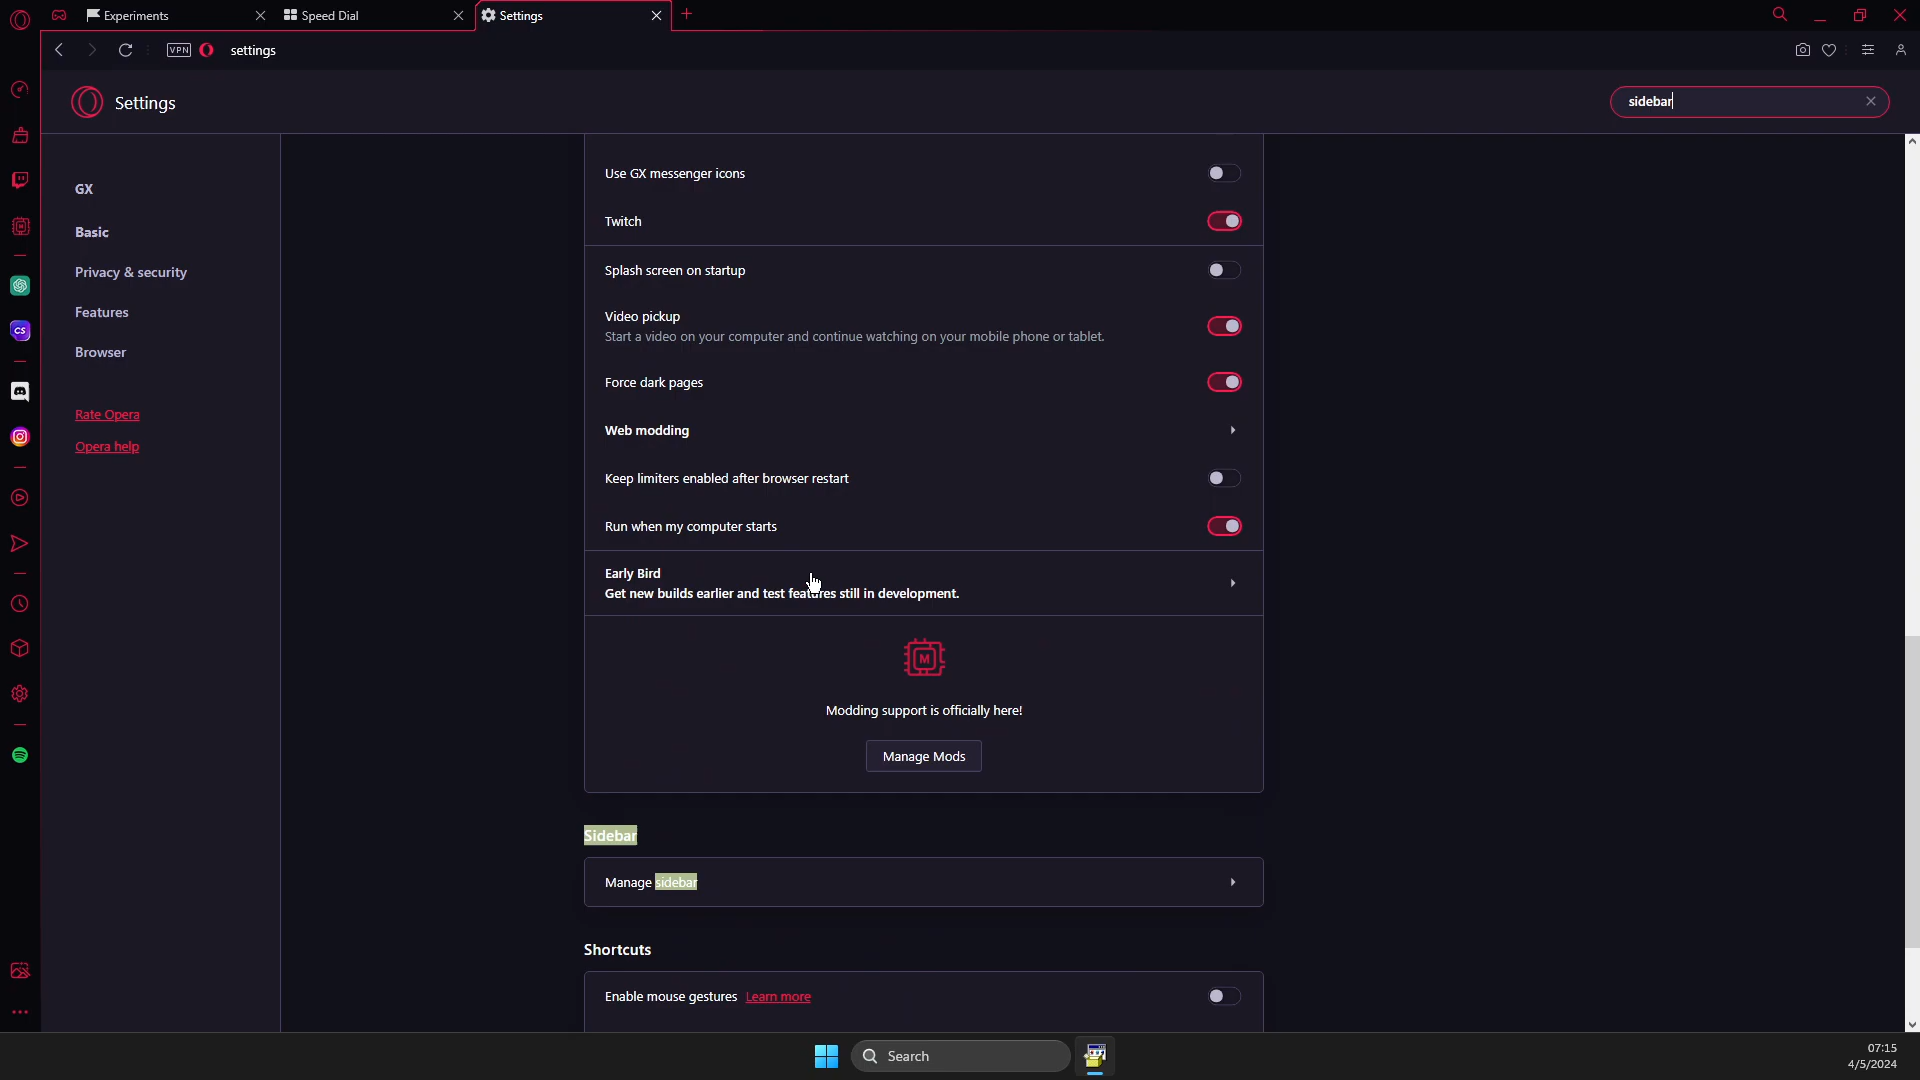 Experiments
Speed Dial
Settings
VPN
settings
Settings
sidebar
GX
Basic
Privacy & security
Features
Browser
Rate Opera
Opera help
CS
Use GX messenger icons
Twitch
Splash screen on startup
Video pickup
Start a video on your computer and continue watching on your mobile phone or tablet.
Force dark pages
Web modding
Keep limiters enabled after browser restart
Run when my computer starts
Early Bird
Get new builds earlier and test features still in development.
M
Modding support is officially here!
Manage Mods
Sidebar
Manage sidebar
Shortcuts
Enable mouse gestures Learn more
Search
07:15
4/5/2024